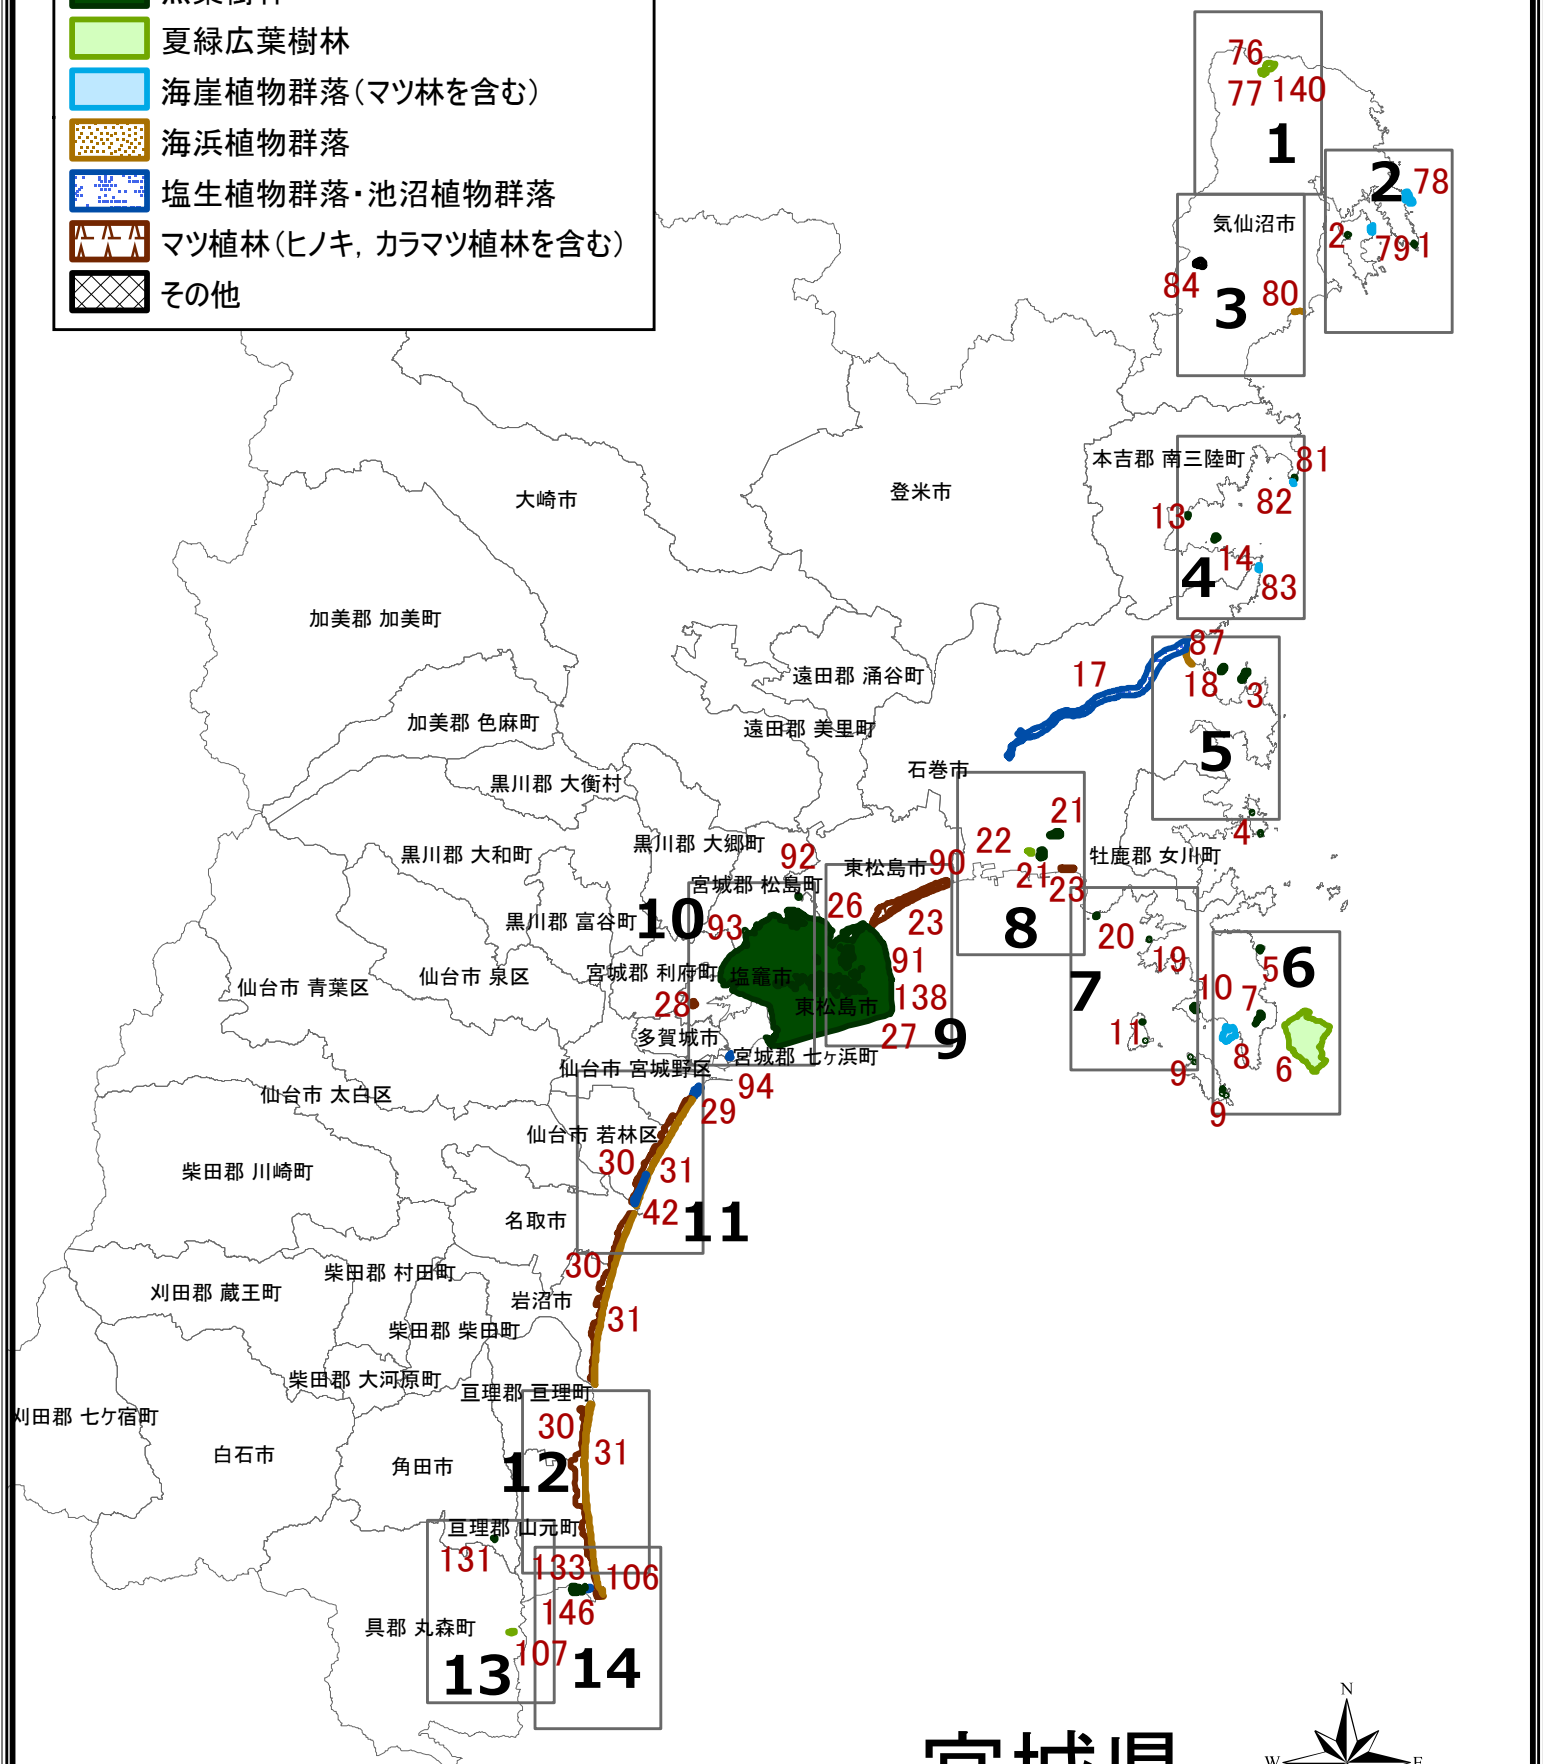 夏緑広葉樹林
海崖植物群落(マツ林を含む)
海浜植物群落
塩生植物群落・池沼植物群落
マツ植林(ヒノキ, カラマツ植林を含む)
その他
76
77 140
1
2 78
気仙沼市
2 79 1
84
3 80
本吉郡 南三陸町
81
82
大崎市
登米市
13
14
4 83
加美郡 加美町
87
遠田郡 涌谷町
17
18 3
加美郡 色麻町
遠田郡 美里町
5
石巻市
黒川郡 大衡村
21
4
22
黒川郡 大郷町
黒川郡 大和町
92
東松島市 90
牡鹿郡 女川町
21 23
宮城郡 松島町
26
10 93
黒川郡 富谷町
23
8
20
19
91
5 6
宮城郡 利府町
塩竈市
仙台市 泉区
仙台市 青葉区
7
10 7
138
28
東松島市
27 9
多賀城市
11
8
6
宮城郡 七ヶ浜町
仙台市 宮城野区
9
94
仙台市 太白区
29
9
仙台市 若林区
30 31
柴田郡 川崎町
42 11
名取市
30
柴田郡 村田町
刈田郡 蔵王町
岩沼市
31
柴田郡 柴田町
柴田郡 大河原町
亘理郡 亘理町
刈田郡 七ケ宿町
30
31
白石市
角田市
12
亘理郡 山元町
131
133 106
146
具郡 丸森町
107
13 14
N
W E
宮城県